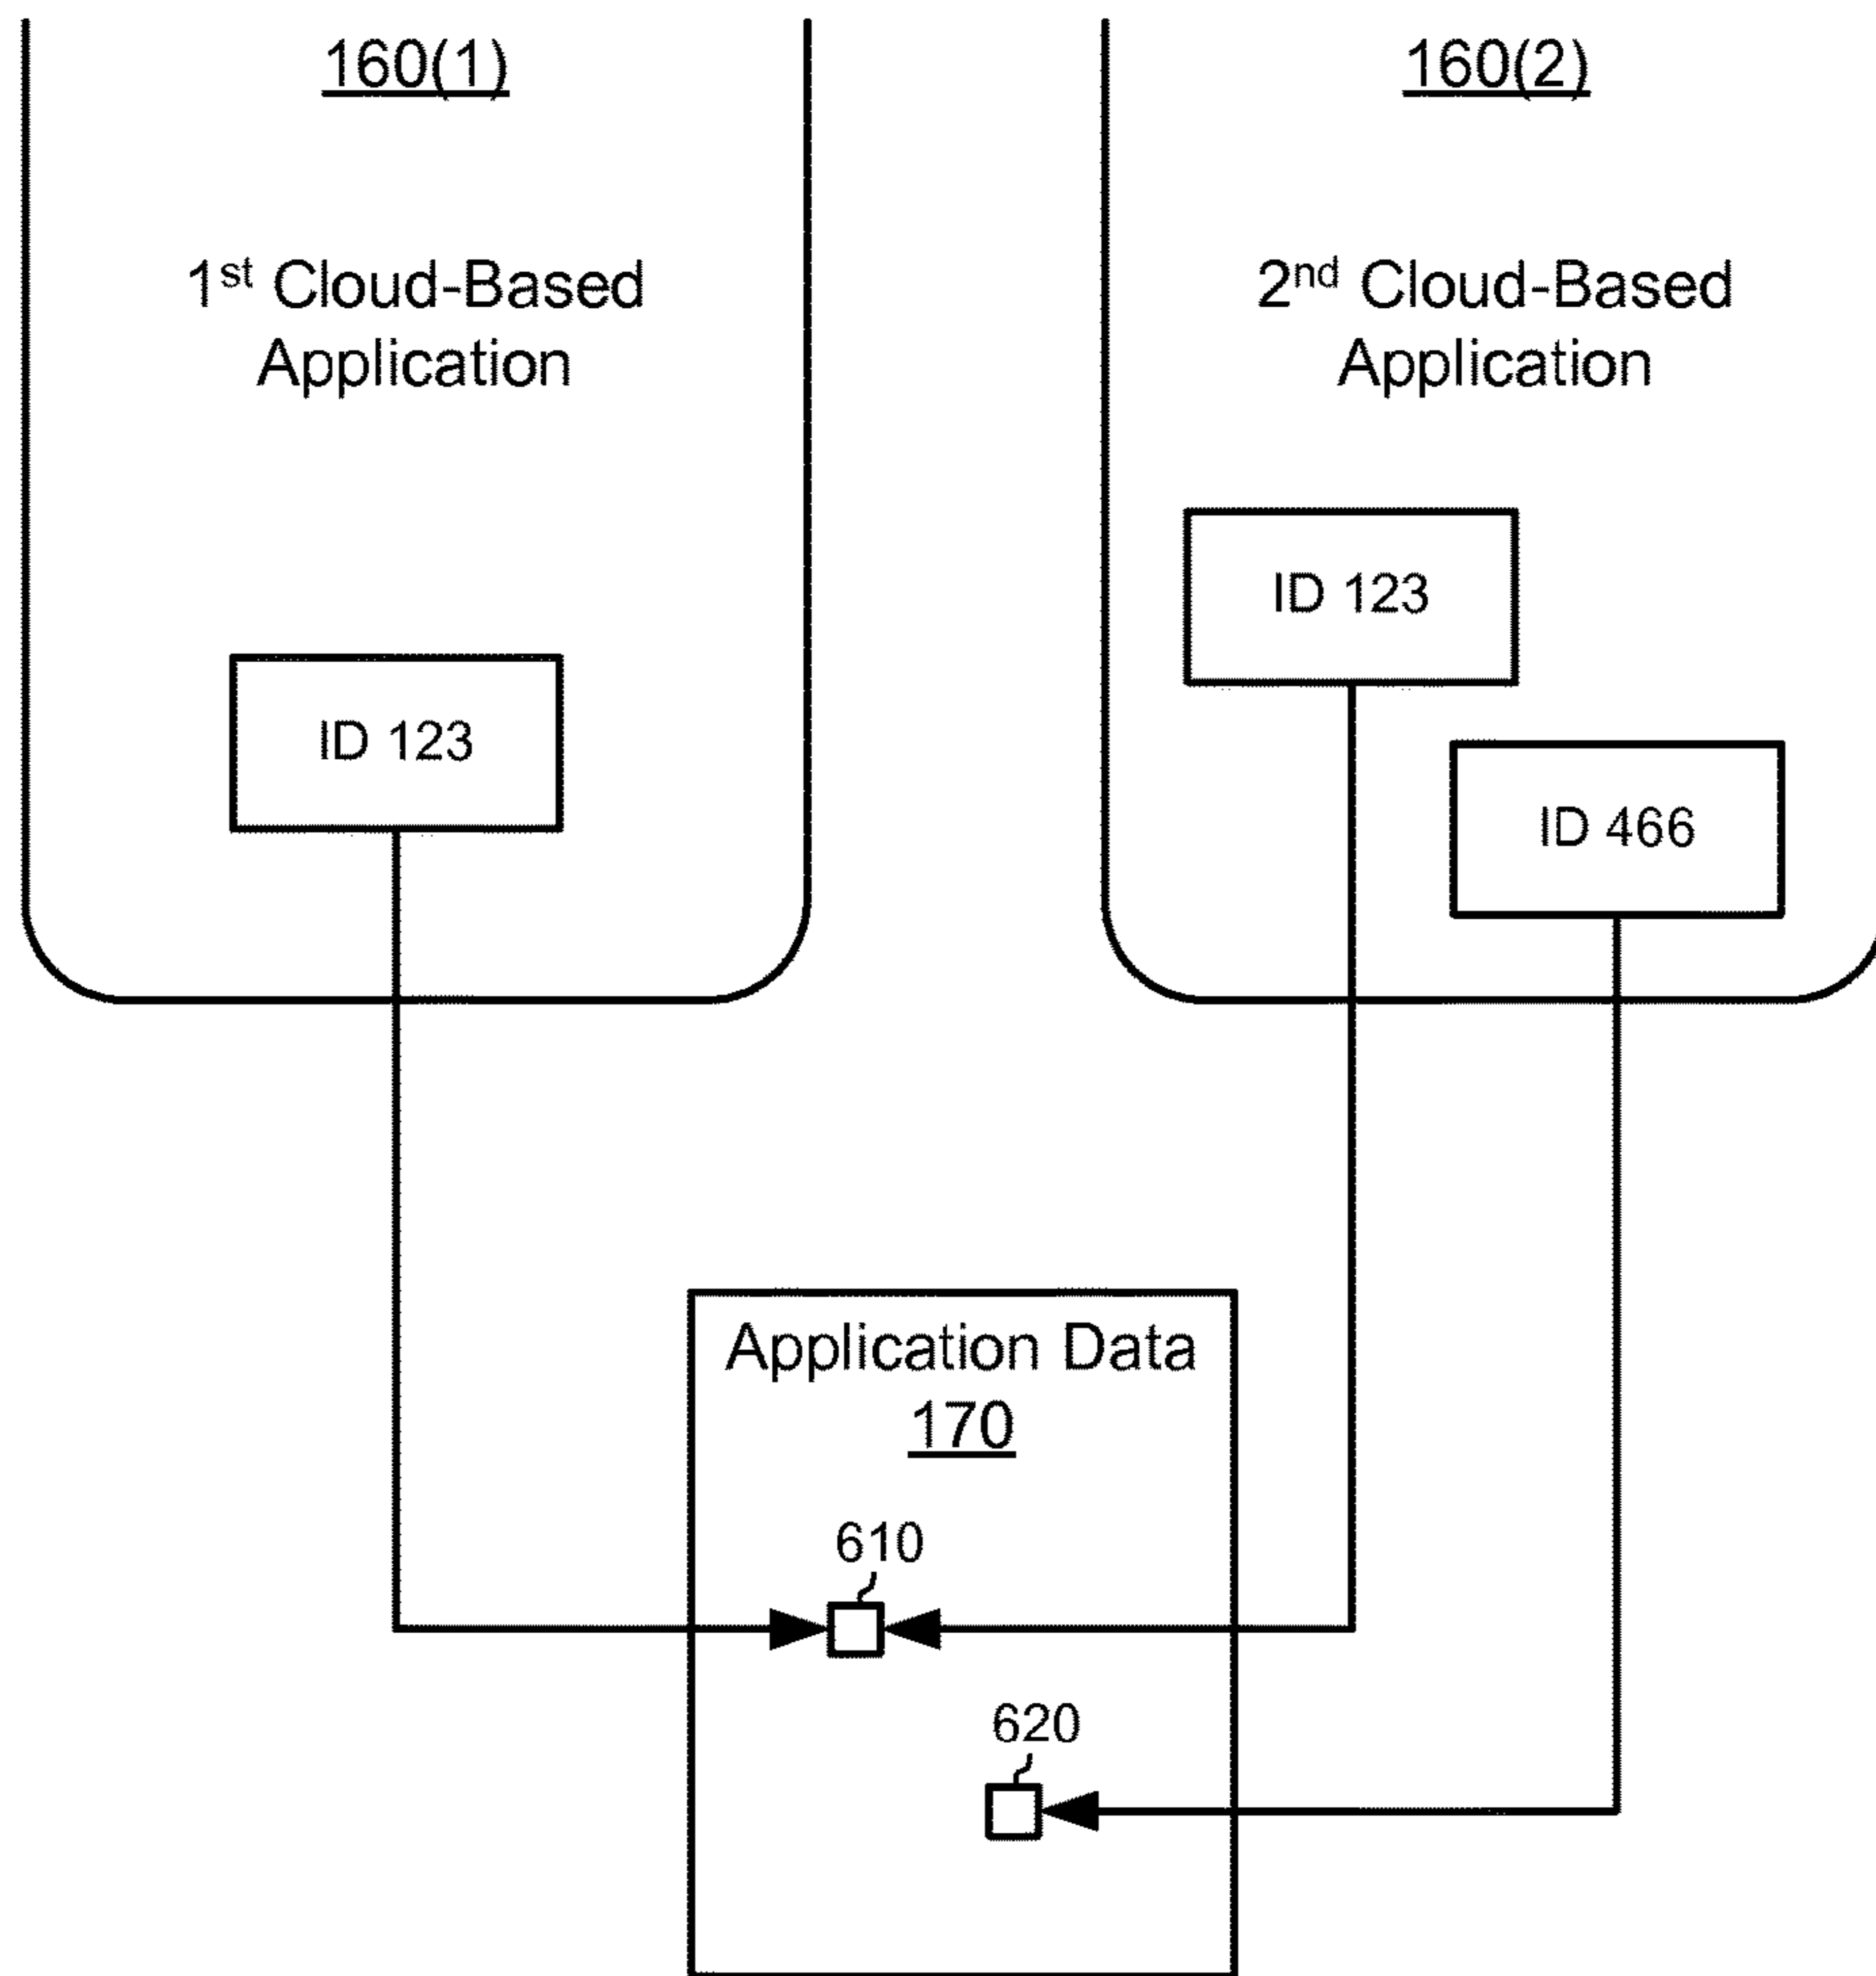 160(1)
1st Cloud-Based
Application
ID 123
160(2)
2nd Cloud-Based
Application
ID 123
ID 466
Application Data
170
610
620